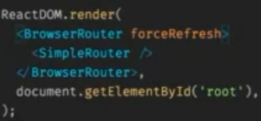 ReactDOM.render(
<BrowserRouter forceRefresh>
<SimpleRouter />
</BrowserRouter>,
document.getElementById('root'),
);